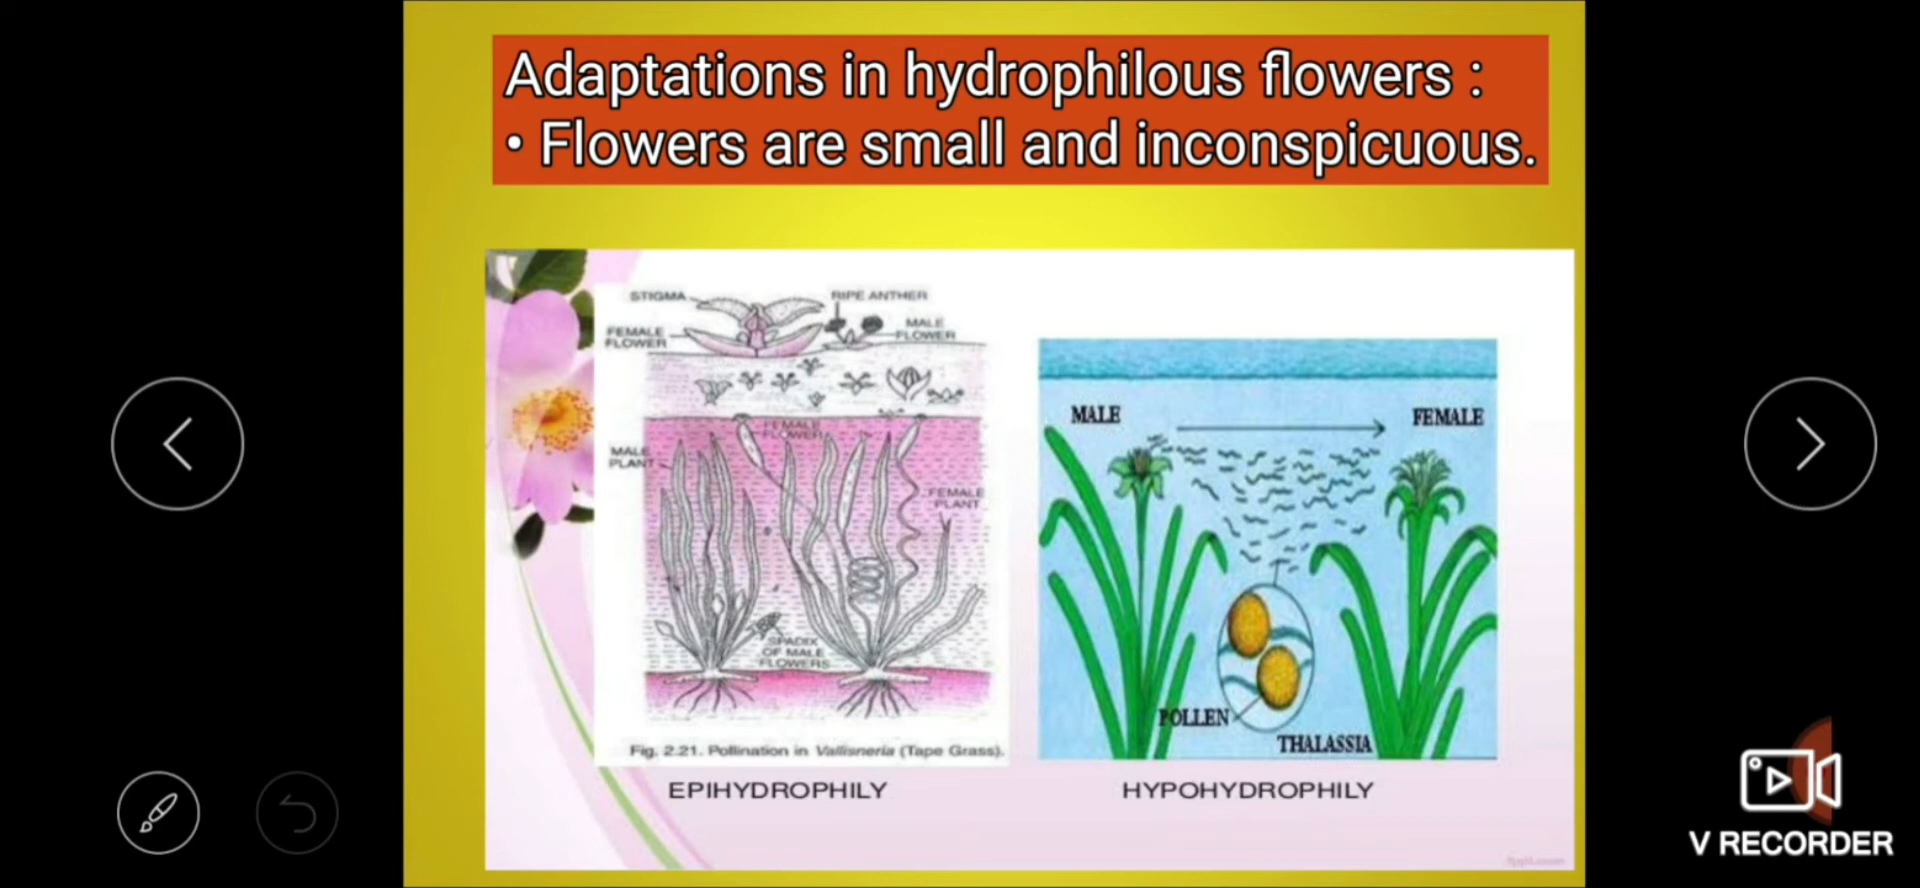 Adaptations in hydrophilous flowers :
• Flowers are small and inconspicuous.
STIGMA
RIPE ANTHER
FEMALE
FLOWER
MALE
FLOWER
FEMALE
FLOWER
MALE
PLANT
FEMALE
PLANT
SPADIX
OF MALE
FLOWERS
Fig. 2.21. Pollination in Vallisneria (Tape Grass).
EPIHYDROPHILY
MALE
FEMALE
POLLEN
THALASSIA
HYPOHYDROPHILY
V RECORDER